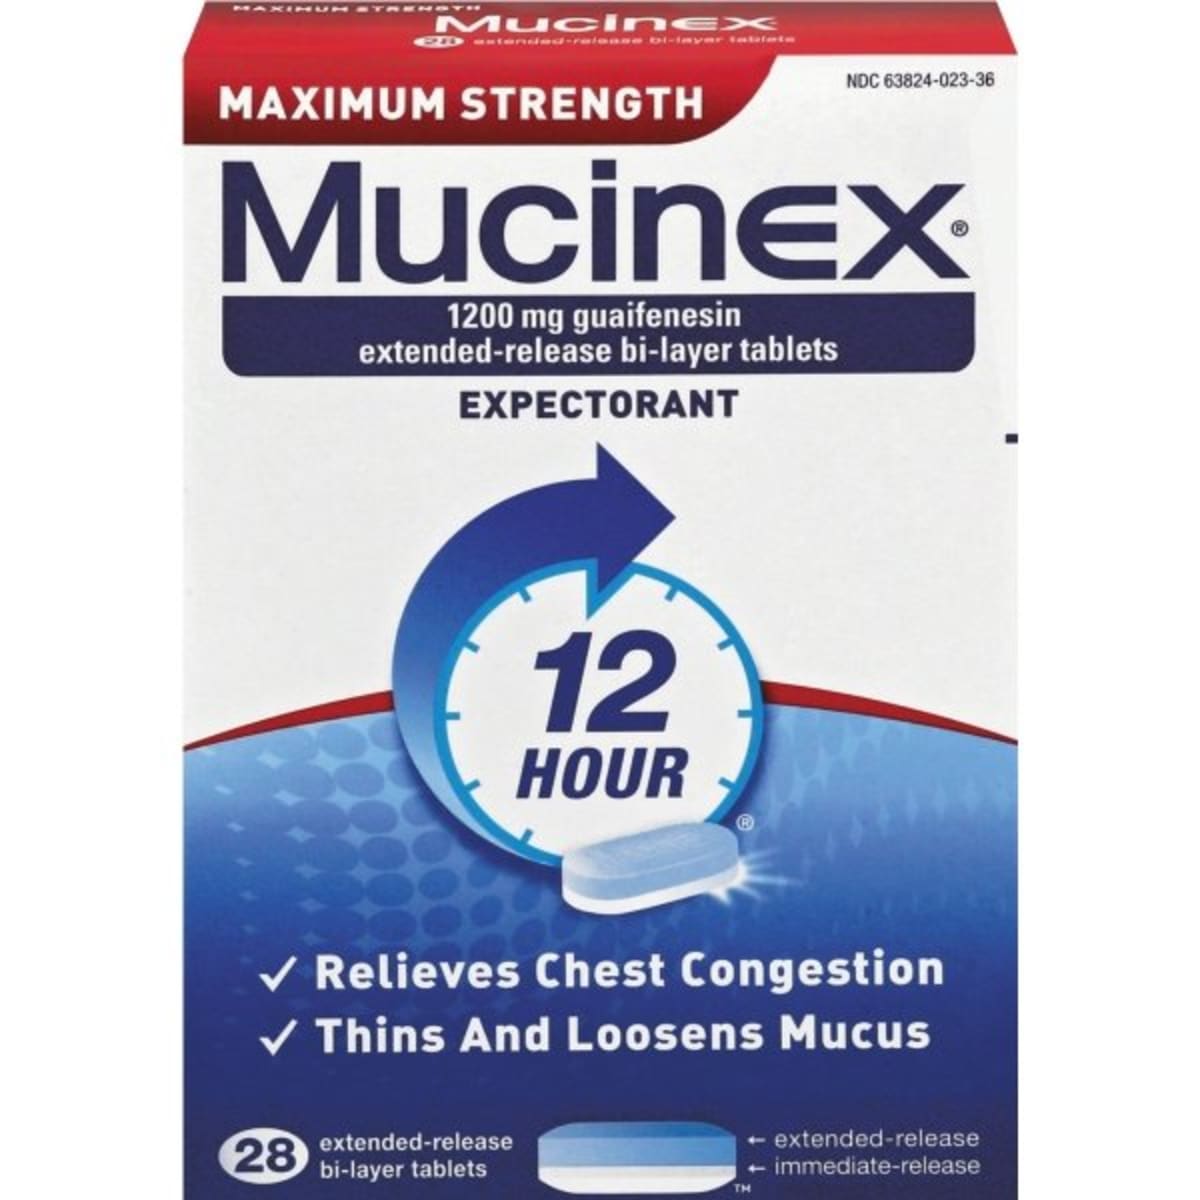 MAXIMUM STRENGTH
Mucinex
28 extended-release bi-layer tablets
NDC 63824-023-36
MAXIMUM STRENGTH
Mucinex®
1200 mg guaifenesin
extended-release bi-layer tablets
EXPECTORANT
12
HOUR
®
✓ Relieves Chest Congestion
✓ Thins And Loosens Mucus
28 extended-release
bi-layer tablets
← extended-release
← immediate-release
TM